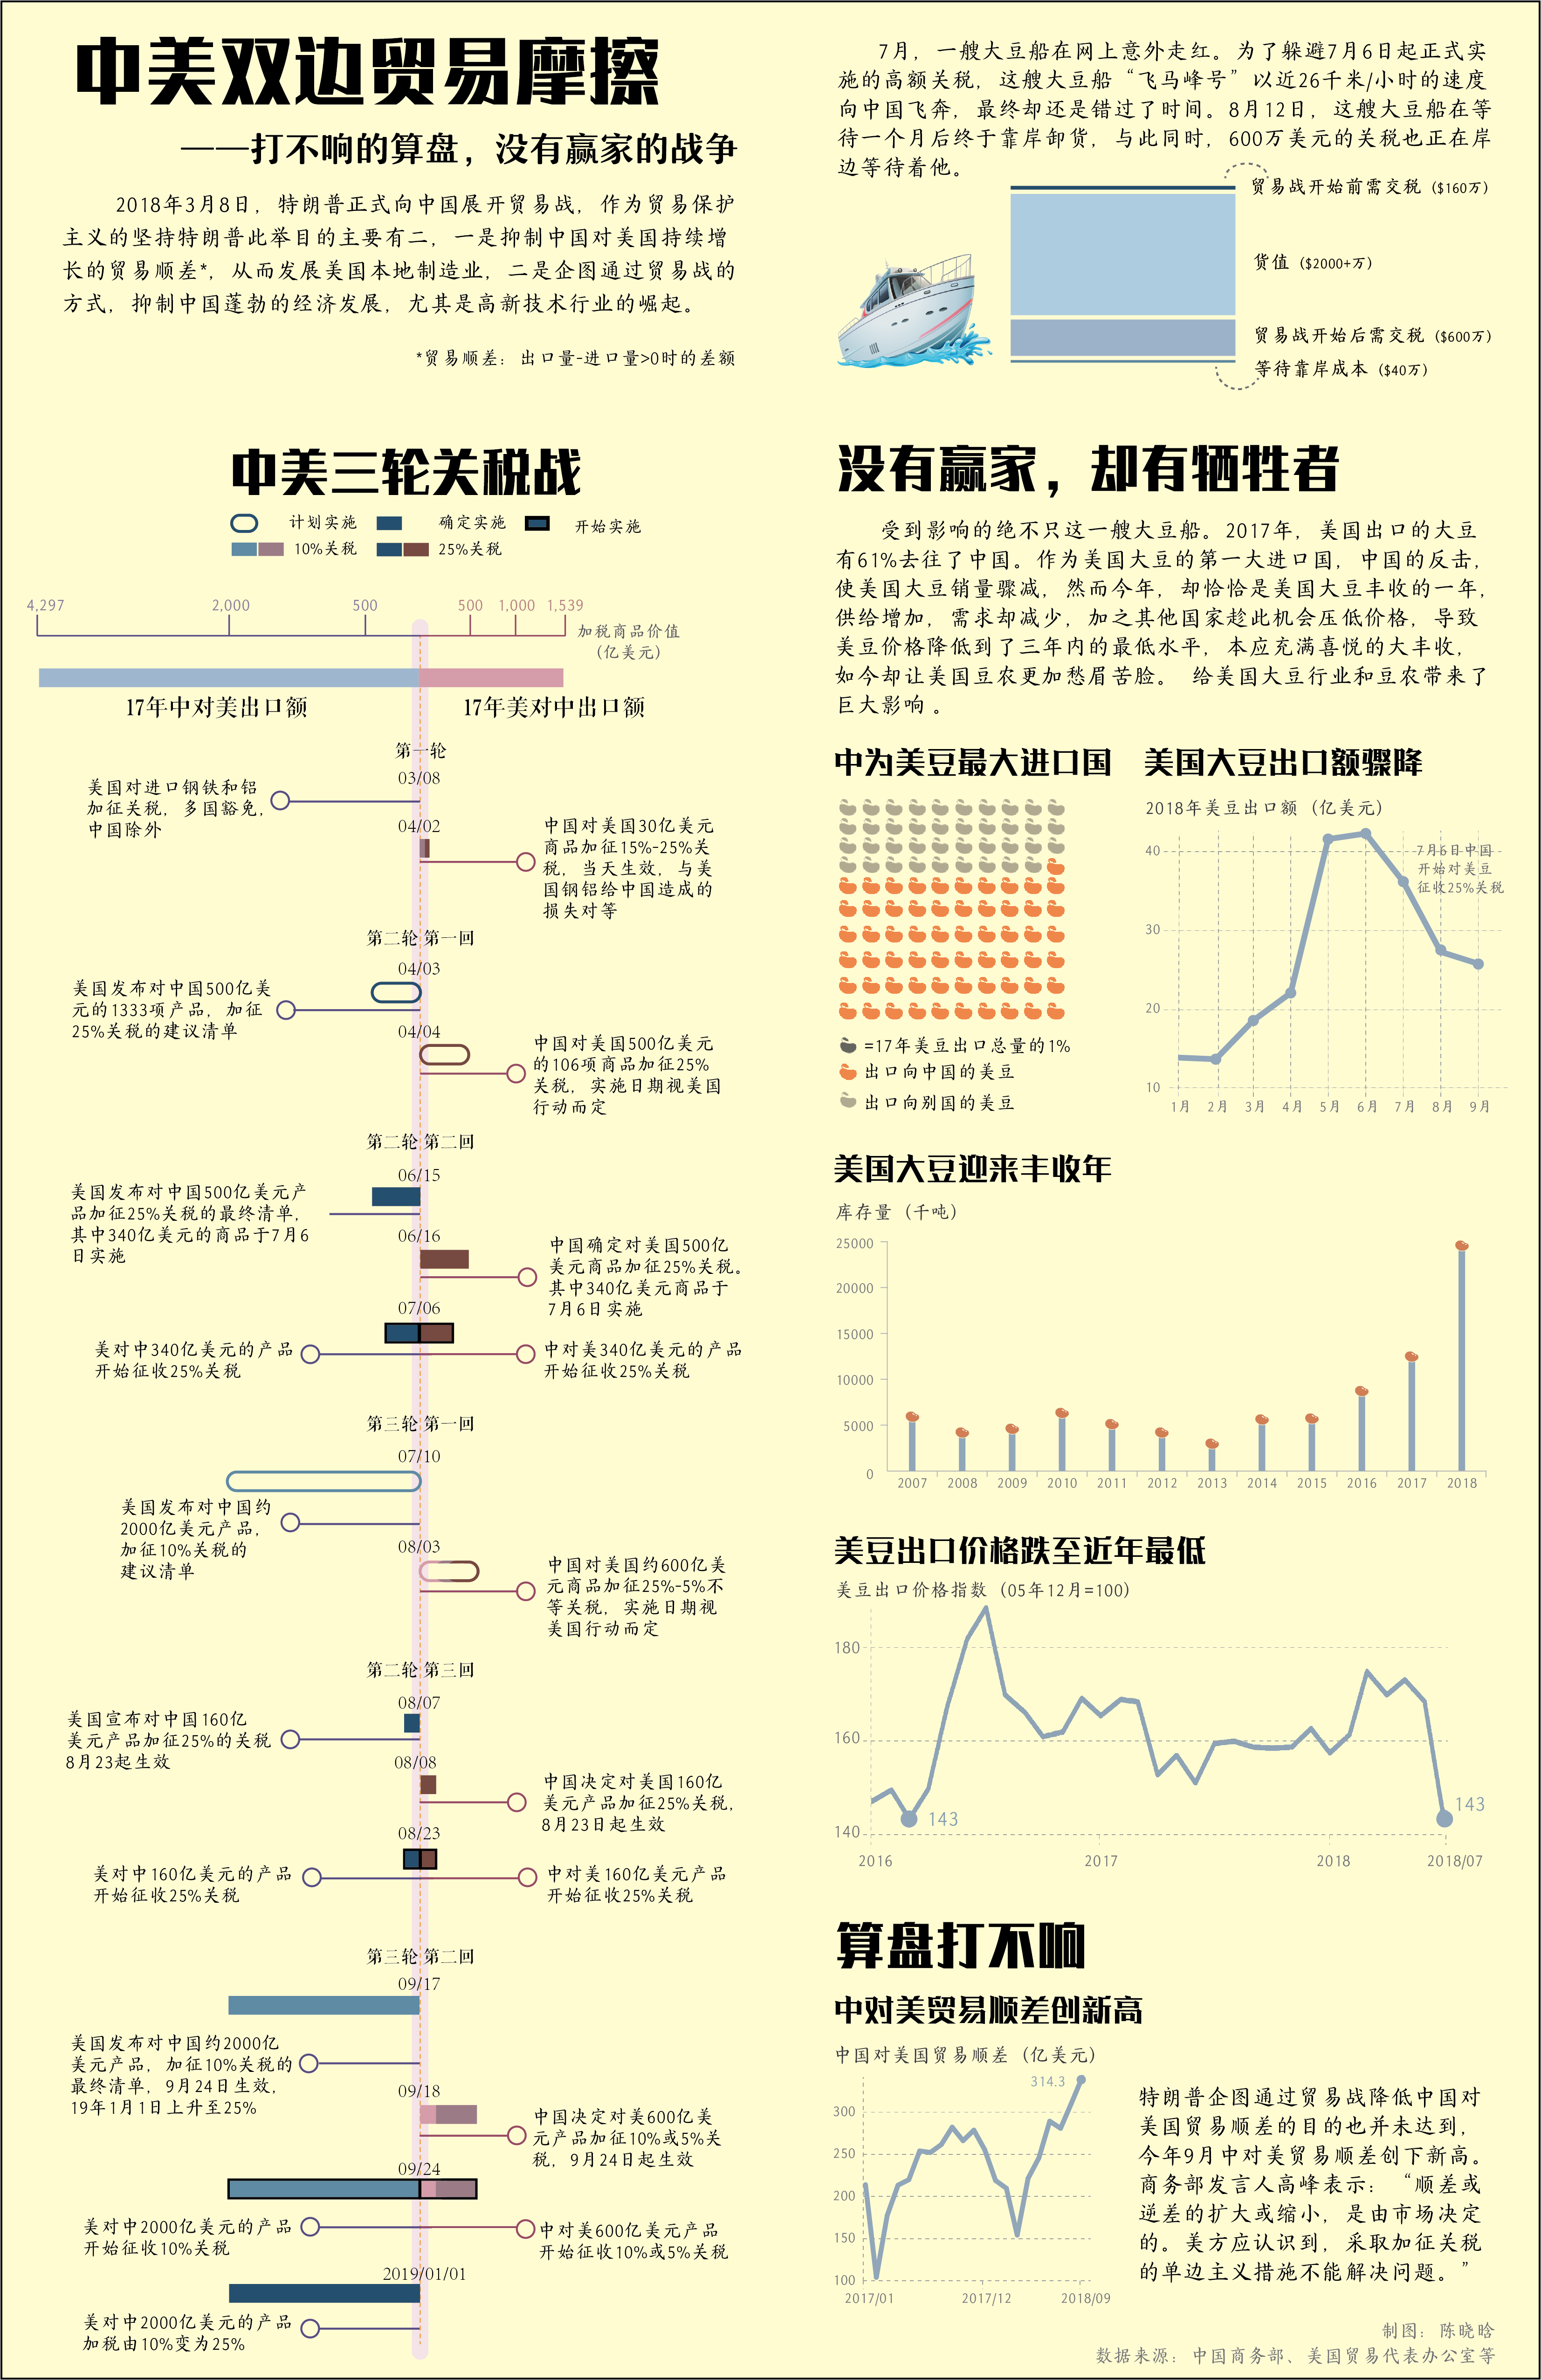 中美双边贸易摩擦
——打不响的算盘，没有赢家的战争
2018年3月8日，特朗普正式向中国展开贸易战，作为贸易保护
主义的坚持特朗普此举目的主要有二，一是抑制中国对美国持续增
长的贸易顺差*，从而发展美国本地制造业，二是企图通过贸易战的
方式，抑制中国蓬勃的经济发展，尤其是高新技术行业的崛起。
*贸易顺差：出口量-进口量>0时的差额
7月，一艘大豆船在网上意外走红。为了躲避7月6日起正式实
施的高额关税，这艘大豆船“飞马峰号”以近26千米/小时的速度
向中国飞奔，最终却还是错过了时间。8月12日，这艘大豆船在等
待一个月后终于靠岸卸货，与此同时，600万美元的关税也正在岸
边等待着他。
贸易战开始前需交税（$160万）
货值（$2000+万）
贸易战开始后需交税（$600万）
等待靠岸成本（$40万）
中美三轮关税战
计划实施
确定实施
开始实施
10%关税
25%关税
4,297
2,000
500
500
1,000
1,539
加税商品价值
（亿美元）
17年中对美出口额
17年美对中出口额
第一轮
03/08
美国对进口钢铁和铝
加征关税，多国豁免，
中国除外
04/02
中国对美国30亿美元
商品加征15%-25%关
税，当天生效，与美
国钢铝给中国造成的
损失对等
第二轮 第一回
04/03
美国发布对中国500亿美
元的1333项产品，加征
25%关税的建议清单
04/04
中国对美国500亿美元
的106项商品加征25%
关税，实施日期视美国
行动而定
第二轮 第二回
06/15
美国发布对中国500亿美元产
品加征25%关税的最终清单，
其中340亿美元的商品于7月6
日实施
06/16
中国确定对美国500亿
美元商品加征25%关税。
其中340亿美元商品于
7月6日实施
07/06
美对中340亿美元的产品
开始征收25%关税
中对美340亿美元的产品
开始征收25%关税
第三轮 第一回
07/10
美国发布对中国约
2000亿美元产品，
加征10%关税的
建议清单
08/03
中国对美国约600亿美
元商品加征25%-5%不
等关税，实施日期视
美国行动而定
第二轮 第三回
08/07
美国宣布对中国160亿
美元产品加征25%的关税
8月23起生效
08/08
中国决定对美国160亿
美元产品加征25%关税，
8月23日起生效
08/23
美对中160亿美元的产品
开始征收25%关税
中对美160亿美元产品
开始征收25%关税
第三轮 第二回
09/17
美国发布对中国约2000亿
美元产品，加征10%关税的
最终清单，9月24日生效，
19年1月1日上升至25%
09/18
中国决定对美600亿美
元产品加征10%或5%关
税，9月24日起生效
09/24
美对中2000亿美元的产品
开始征收10%关税
中对美600亿美元产品
开始征收10%或5%关税
2019/01/01
美对中2000亿美元的产品
加税由10%变为25%
没有赢家，却有牺牲者
受到影响的绝不只这一艘大豆船。2017年，美国出口的大豆
有61%去往了中国。作为美国大豆的第一大进口国，中国的反击，
使美国大豆销量骤减，然而今年，却恰恰是美国大豆丰收的一年，
供给增加，需求却减少，加之其他国家趁此机会压低价格，导致
美豆价格降低到了三年内的最低水平，本应充满喜悦的大丰收，
如今却让美国豆农更加愁眉苦脸。 给美国大豆行业和豆农带来了
巨大影响 。
中为美豆最大进口国
=17年美豆出口总量的1%
出口向中国的美豆
出口向别国的美豆
美国大豆出口额骤降
2018年美豆出口额（亿美元）
40
30
20
10
7月6日中国
开始对美豆
征收25%关税
1月 2月 3月 4月 5月 6月 7月 8月 9月
美国大豆迎来丰收年
库存量（千吨）
25000
20000
15000
10000
5000
0
2007 2008 2009 2010 2011 2012 2013 2014 2015 2016 2017 2018
美豆出口价格跌至近年最低
美豆出口价格指数（05年12月=100）
180
160
140
143
143
2016 2017 2018 2018/07
算盘打不响
中对美贸易顺差创新高
中国对美国贸易顺差（亿美元）
314.3
300
250
200
150
100
2017/01 2017/12 2018/09
特朗普企图通过贸易战降低中国对
美国贸易顺差的目的也并未达到，
今年9月中对美贸易顺差创下新高。
商务部发言人高峰表示：“顺差或
逆差的扩大或缩小，是由市场决定
的。美方应认识到，采取加征关税
的单边主义措施不能解决问题。”
制图：陈晓晗
数据来源：中国商务部、美国贸易代表办公室等